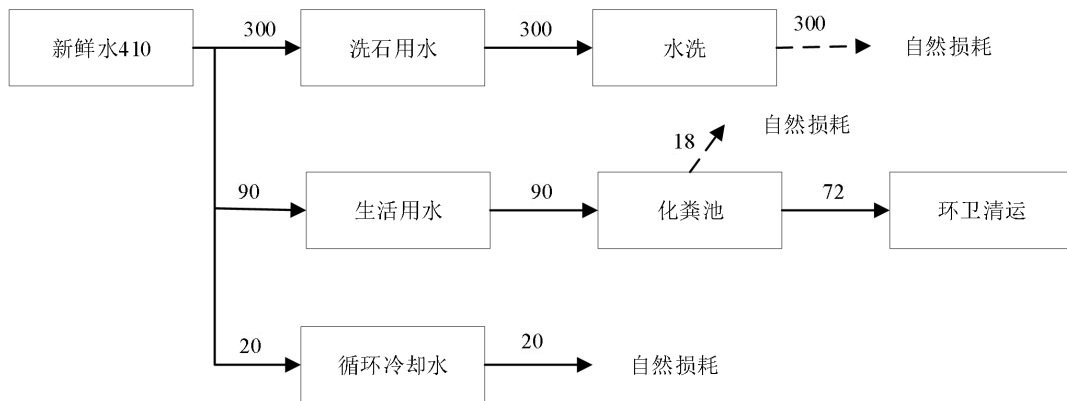 新鲜水410
300
洗石用水
300
水洗
300
自然损耗
18
自然损耗
90
生活用水
90
化粪池
72
环卫清运
20
循环冷却水
20
自然损耗